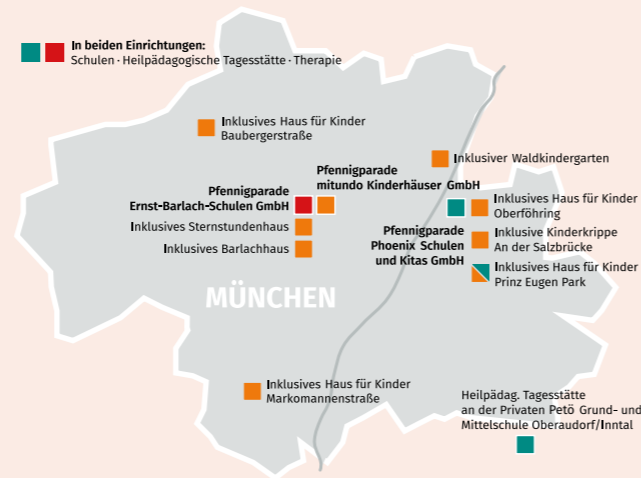 In beiden Einrichtungen:
Schulen · Heilpädagogische Tagesstätte · Therapie
Inklusives Haus für Kinder
Baubergerstraße
Inklusiver Waldkindergarten
Pfennigparade
mitundo Kinderhäuser GmbH
Pfennigparade
Ernst-Barlach-Schulen GmbH
Inklusives Sternstundenhaus
Inklusives Barlachhaus
Inklusives Haus für Kinder
Oberföhring
Pfennigparade
Phoenix Schulen
und Kitas GmbH
Inklusive Kinderkrippe
An der Salzbrücke
Inklusives Haus für Kinder
Prinz Eugen Park
MÜNCHEN
Inklusives Haus für Kinder
Markomannenstraße
Heilpädag. Tagesstätte
an der Privaten Petö Grund- und
Mittelschule Oberaudorf/Inntal